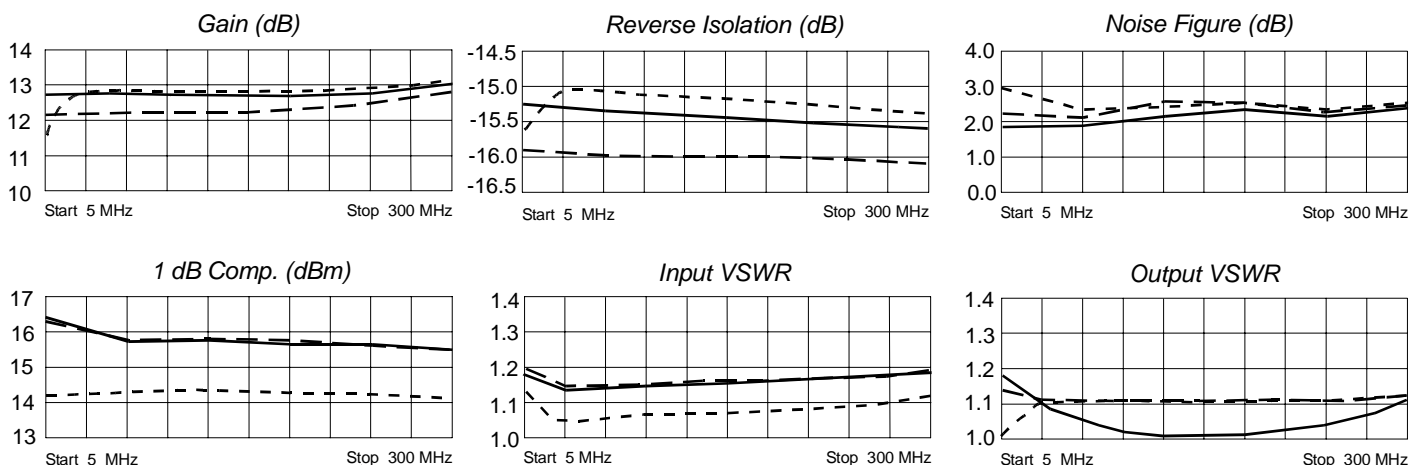 Gain (dB)
14
13
12
11
10
Start 5 MHz
Stop 300 MHz
Reverse Isolation (dB)
-14.5
-15.0
-15.5
-16.0
-16.5
Start 5 MHz
Stop 300 MHz
Noise Figure (dB)
4.0
3.0
2.0
1.0
0.0
Start 5 MHz
Stop 300 MHz
1 dB Comp. (dBm)
17
16
15
14
13
Start 5 MHz
Stop 300 MHz
Input VSWR
1.4
1.3
1.2
1.1
1.0
Start 5 MHz
Stop 300 MHz
Output VSWR
1.4
1.3
1.2
1.1
1.0
Start 5 MHz
Stop 300 MHz